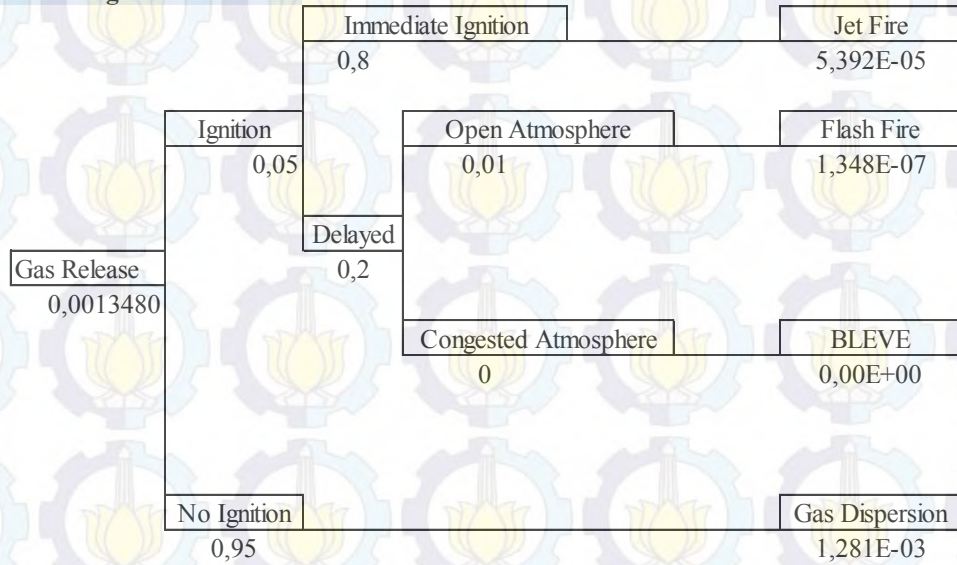 Immediate Ignition
Jet Fire
0,8
5,392E-05
Ignition
Open Atmosphere
Flash Fire
0,05
0,01
1,348E-07
Delayed
Gas Release
0,2
0,0013480
Congested Atmosphere
BLEVE
0
0,00E+00
No Ignition
Gas Dispersion
0,95
1,281E-03